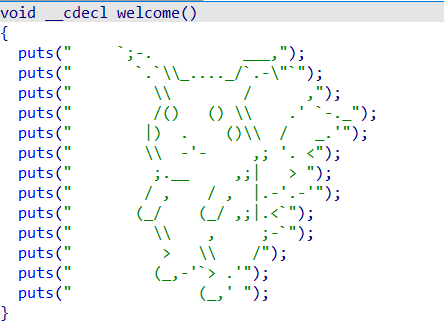 void __cdecl welcome()
{
  puts("     `;-.          ___,");
  puts("       `.`\\_...._/`.-\"`");
  puts("         \\        /      ,");
  puts("         /()   () \\    .' `-._");
  puts("        |)  .    ()\\  /   _.'");
  puts("        \\  -'-     ,; '. <");
  puts("         ;.__     ,;|   > ");
  puts("        / ,    / ,  |.-'.-'");
  puts("       (_/    (_/ ,;|.<`");
  puts("         \\    ,     ;-`");
  puts("          >   \\    /");
  puts("         (_,-'`> .'");
  puts("              (_,' ");
}